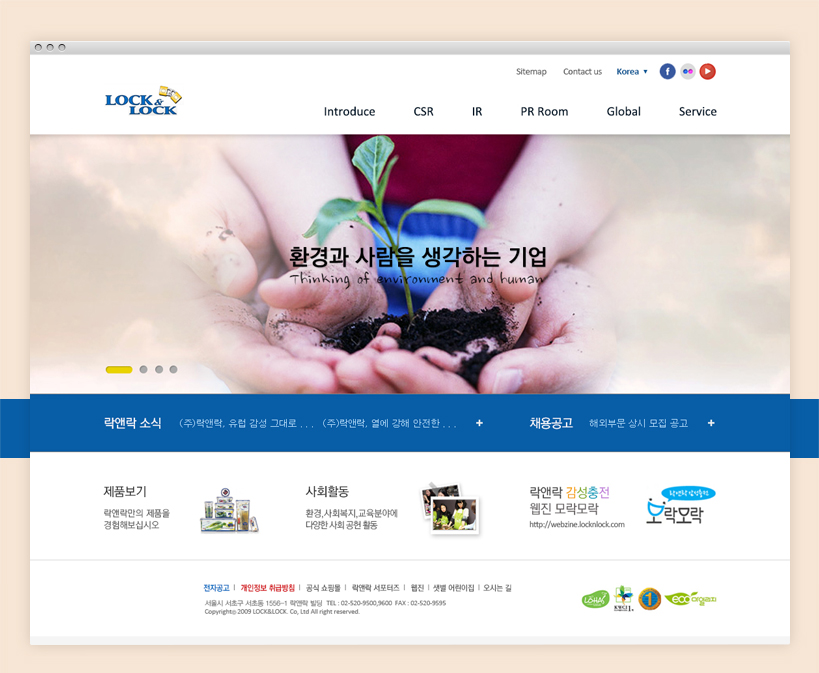 Sitemap Contact us Korea
LOCK&LOCK
Introduce CSR IR PR Room Global Service
환경과 사람을 생각하는 기업
Thinking of environment and human
락앤락 소식 (주)락앤락, 유럽 감성 그대로 . . . (주)락앤락, 열에 강해 안전한 . . . + 채용공고 해외부문 상시 모집 공고 +
제품보기
락앤락만의 제품을
경험해보십시오
사회활동
환경,사회복지,교육분야에
다양한 사회 공헌 활동
락앤락 감성충전
웹진 모락모락
http://webzine.locknlock.com
락앤락 감성충전
모락모락
전자공고 | 개인정보 취급방침 | 공식 쇼핑몰 | 락앤락 서포터즈 | 웹진 | 샛별 어린이집 | 오시는 길
서울시 서초구 서초동 1556-1 락앤락 빌딩 TEL : 02-520-9500,9600 FAX : 02-520-9595
Copyright© 2009 LOCK&LOCK. Co, Ltd All right reserved.
LOHAS
1
eco